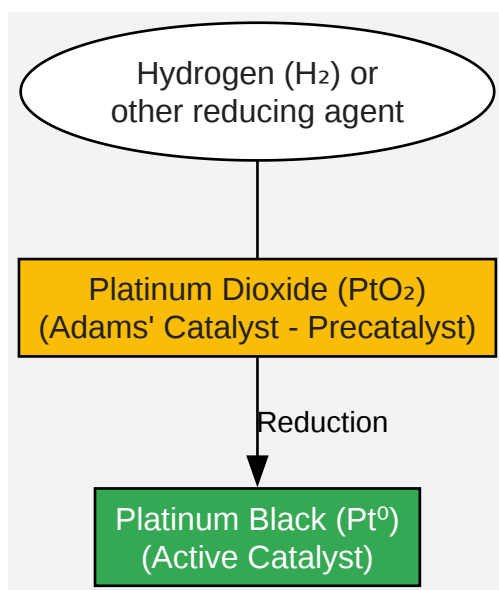 Hydrogen (H₂) or
other reducing agent
Platinum Dioxide (PtO₂)
(Adams' Catalyst - Precatalyst)
Reduction
Platinum Black (Pt⁰)
(Active Catalyst)